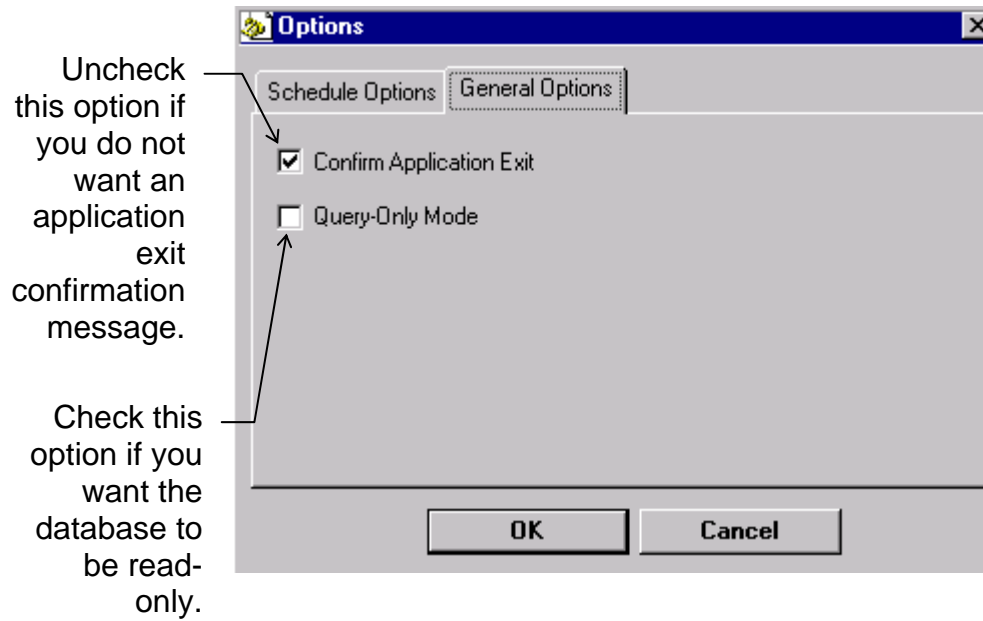 Options
Uncheck
this option if
you do not
want an
application
exit
confirmation
message.
Schedule Options
General Options
Confirm Application Exit
Query-Only Mode
Check this
option if you
want the
database to
be read-
only.
OK
Cancel